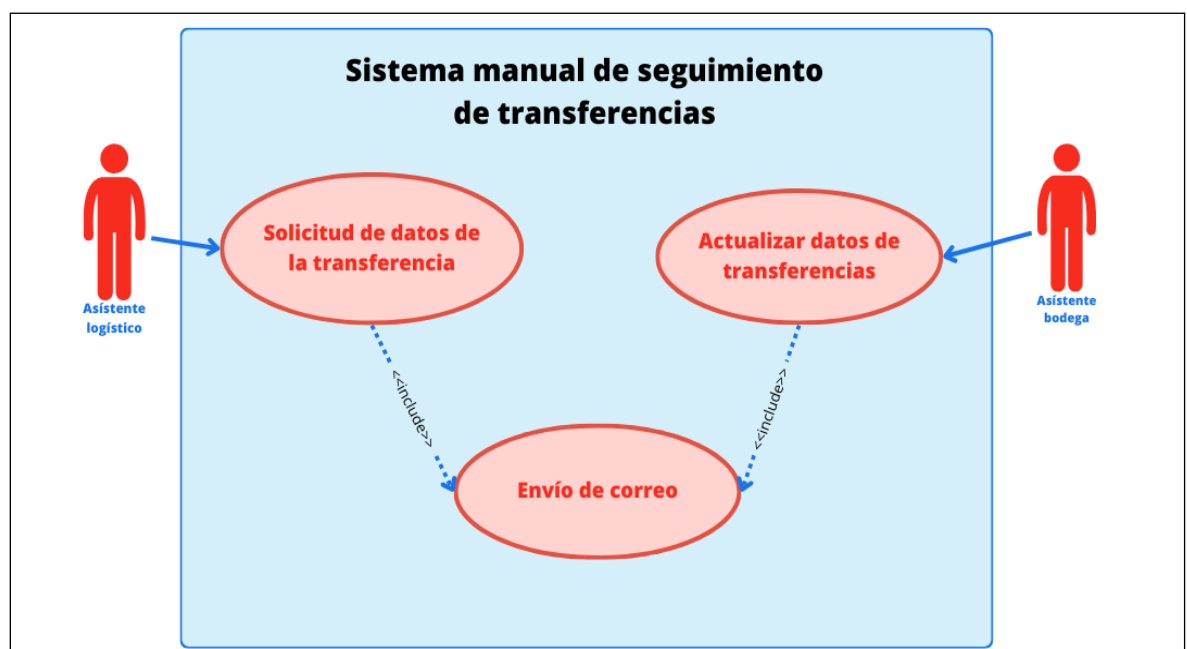 Sistema manual de seguimiento
de transferencias
Solicitud de datos de
la transferencia
Actualizar datos de
transferencias
Asístente
logístico
Asístente
bodega
<<include>>
<<include>>
Envío de correo